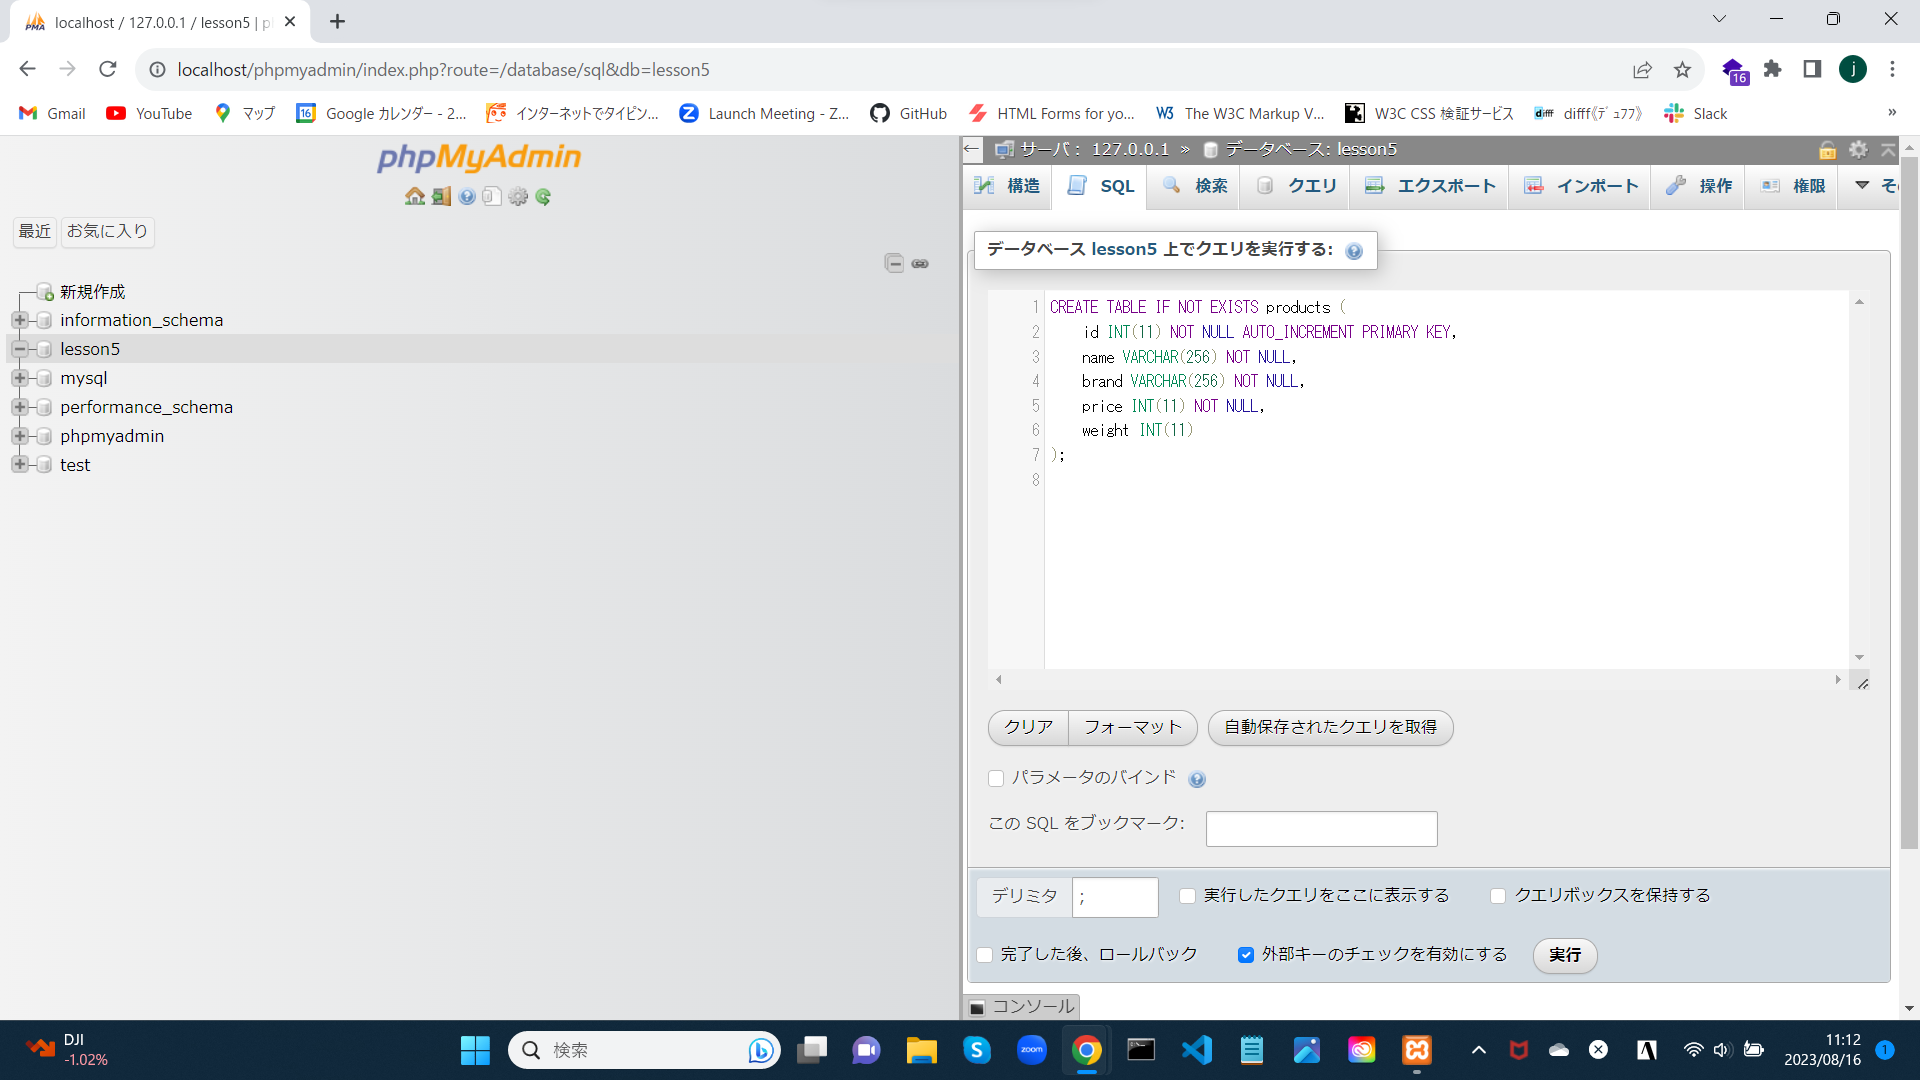 localhost / 127.0.0.1 / lesson5 | p
localhost/phpmyadmin/index.php?route=/database/sql&db=lesson5
16
j
Gmail
YouTube
マップ
16
Google カレンダー - 2...
インターネットでタイピン...
Launch Meeting - Z...
GitHub
HTML Forms for yo...
The W3C Markup V...
W3C CSS 検証サービス
difff《ﾃﾞｭﾌﾌ》
Slack
»
phpMyAdmin
最近
お気に入り
新規作成
information_schema
lesson5
mysql
performance_schema
phpmyadmin
test
サーバ： 127.0.0.1 » データベース: lesson5
構造
SQL
検索
クエリ
エクスポート
インポート
操作
権限
データベース lesson5 上でクエリを実行する:
1 CREATE TABLE IF NOT EXISTS products (
2 id INT(11) NOT NULL AUTO_INCREMENT PRIMARY KEY,
3 name VARCHAR(256) NOT NULL,
4 brand VARCHAR(256) NOT NULL,
5 price INT(11) NOT NULL,
6 weight INT(11)
7 );
8
クリア
フォーマット
自動保存されたクエリを取得
パラメータのバインド
この SQL をブックマーク:
デリミタ
;
実行したクエリをここに表示する
クエリボックスを保持する
完了した後、ロールバック
外部キーのチェックを有効にする
実行
コンソール
DJI
-1.02%
検索
zoom
11:12
2023/08/16
1